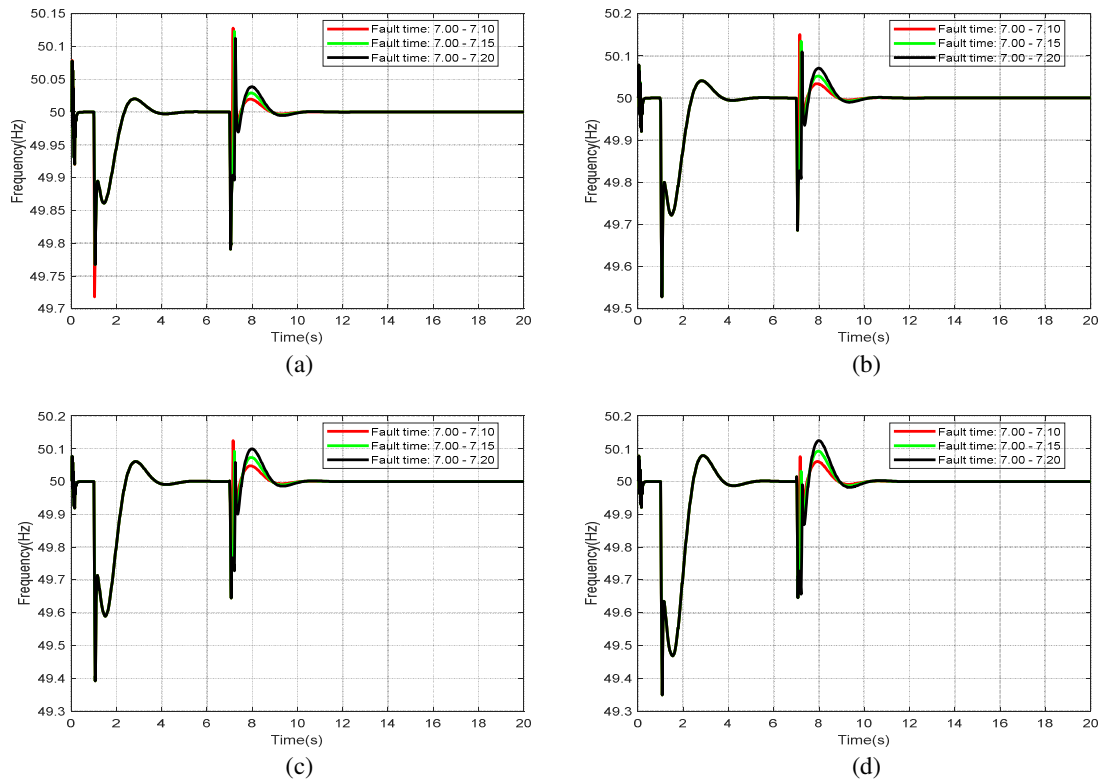 50.15
50.1
50.05
50
49.95
49.9
49.85
49.8
49.75
49.7
Frequency(Hz)
Fault time: 7.00 - 7.10
Fault time: 7.00 - 7.15
Fault time: 7.00 - 7.20
0 2 4 6 8 10 12 14 16 18 20
Time(s)
(a)
50.2
50.1
50
49.9
49.8
49.7
49.6
49.5
Frequency(Hz)
Fault time: 7.00 - 7.10
Fault time: 7.00 - 7.15
Fault time: 7.00 - 7.20
0 2 4 6 8 10 12 14 16 18 20
Time(s)
(b)
50.2
50.1
50
49.9
49.8
49.7
49.6
49.5
49.4
49.3
Frequency(Hz)
Fault time: 7.00 - 7.10
Fault time: 7.00 - 7.15
Fault time: 7.00 - 7.20
0 2 4 6 8 10 12 14 16 18 20
Time(s)
(c)
50.2
50.1
50
49.9
49.8
49.7
49.6
49.5
49.4
49.3
Frequency(Hz)
Fault time: 7.00 - 7.10
Fault time: 7.00 - 7.15
Fault time: 7.00 - 7.20
0 2 4 6 8 10 12 14 16 18 20
Time(s)
(d)